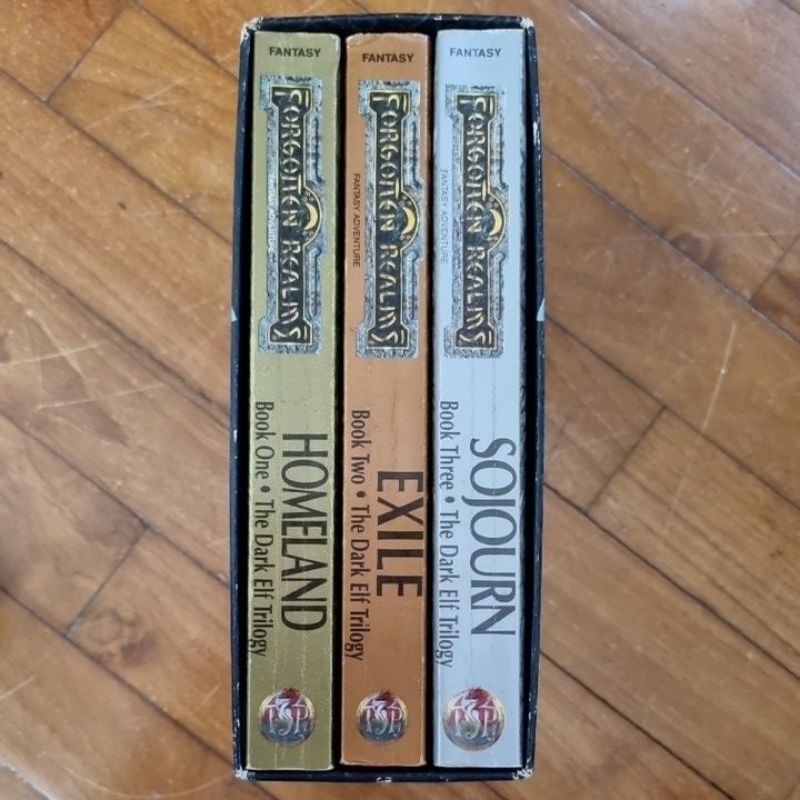 FANTASY
FORGOTTEN REALMS
HOMELAND
Book One • The Dark Elf Trilogy
TSR
FANTASY
FORGOTTEN REALMS
FANTASY ADVENTURE
EXILE
Book Two • The Dark Elf Trilogy
TSR
FANTASY
FORGOTTEN REALMS
FANTASY ADVENTURE
SOJOURN
Book Three • The Dark Elf Trilogy
TSR